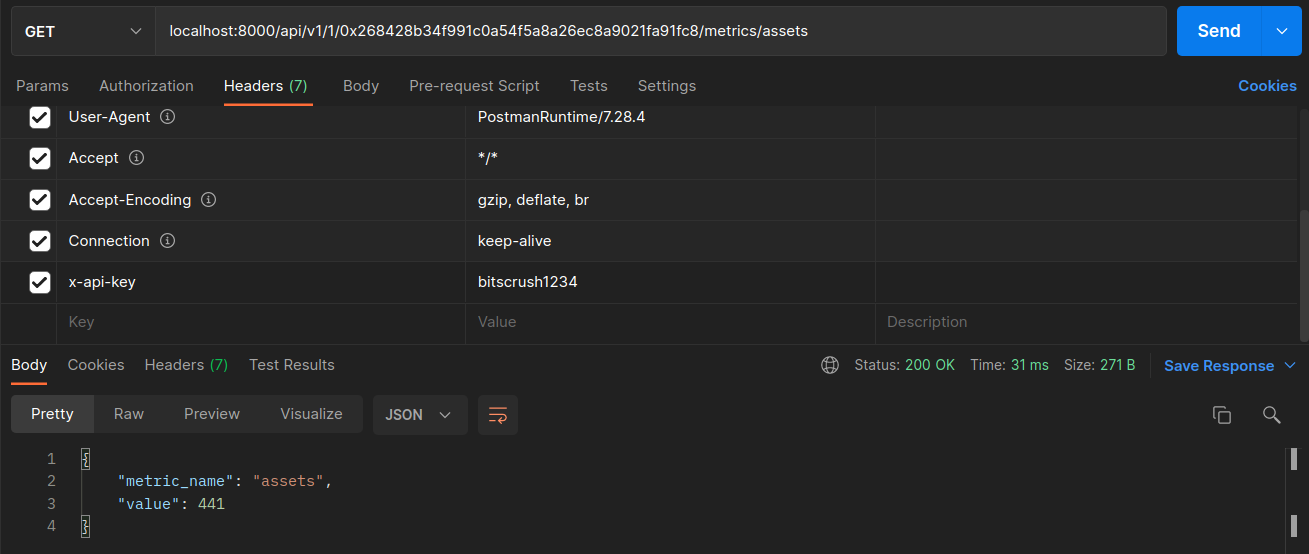 GET localhost:8000/api/v1/1/0x268428b34f991c0a54f5a8a26ec8a9021fa91fc8/metrics/assets Send
Params Authorization Headers (7) Body Pre-request Script Tests Settings Cookies
User-Agent PostmanRuntime/7.28.4
Accept */*
Accept-Encoding gzip, deflate, br
Connection keep-alive
x-api-key bitscrush1234
Key Value Description
Body Cookies Headers (7) Test Results Status: 200 OK Time: 31 ms Size: 271 B Save Response
Pretty Raw Preview Visualize JSON
1 {
2 "metric_name": "assets",
3 "value": 441
4 }